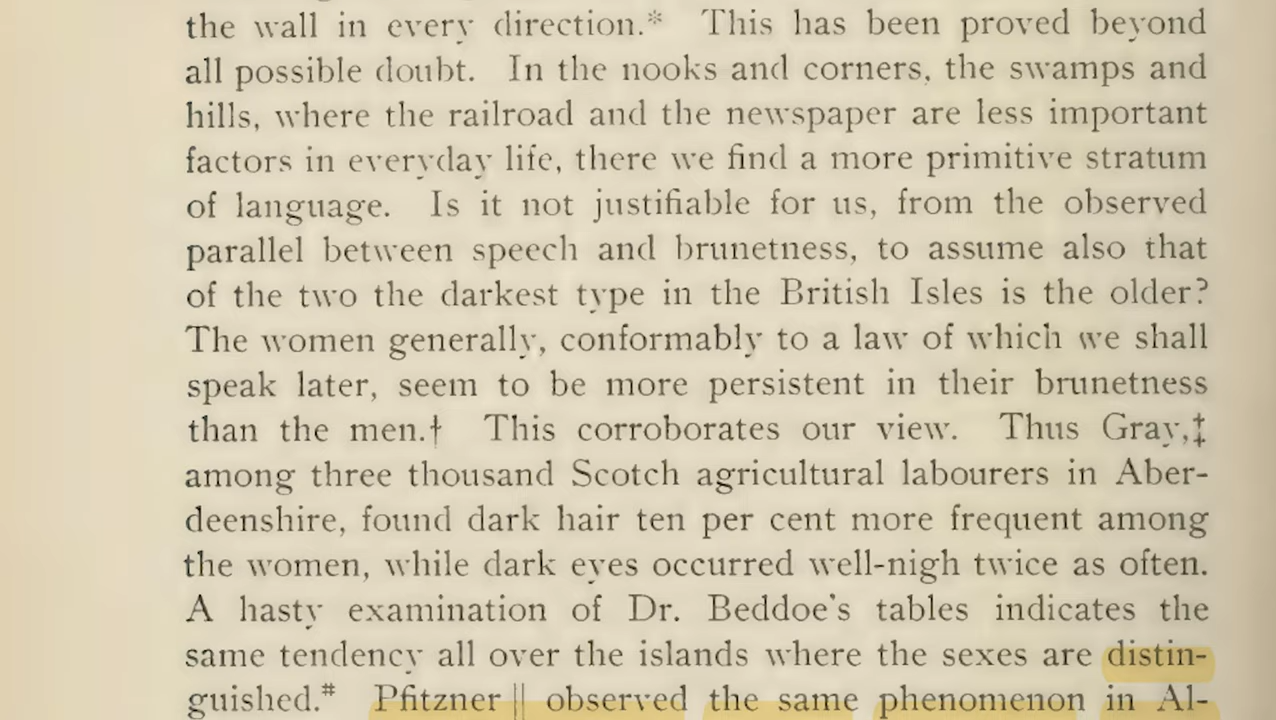 the wall in every direction.* This has been proved beyond
all possible doubt. In the nooks and corners, the swamps and
hills, where the railroad and the newspaper are less important
factors in everyday life, there we find a more primitive stratum
of language. Is it not justifiable for us, from the observed
parallel between speech and brunetness, to assume also that
of the two the darkest type in the British Isles is the older?
The women generally, conformably to a law of which we shall
speak later, seem to be more persistent in their brunetness
than the men.† This corroborates our view. Thus Gray,‡
among three thousand Scotch agricultural labourers in Aber-
deenshire, found dark hair ten per cent more frequent among
the women, while dark eyes occurred well-nigh twice as often.
A hasty examination of Dr. Beddoe's tables indicates the
same tendency all over the islands where the sexes are distin-
guished.# Pfitzner || observed the same phenomenon in Al-